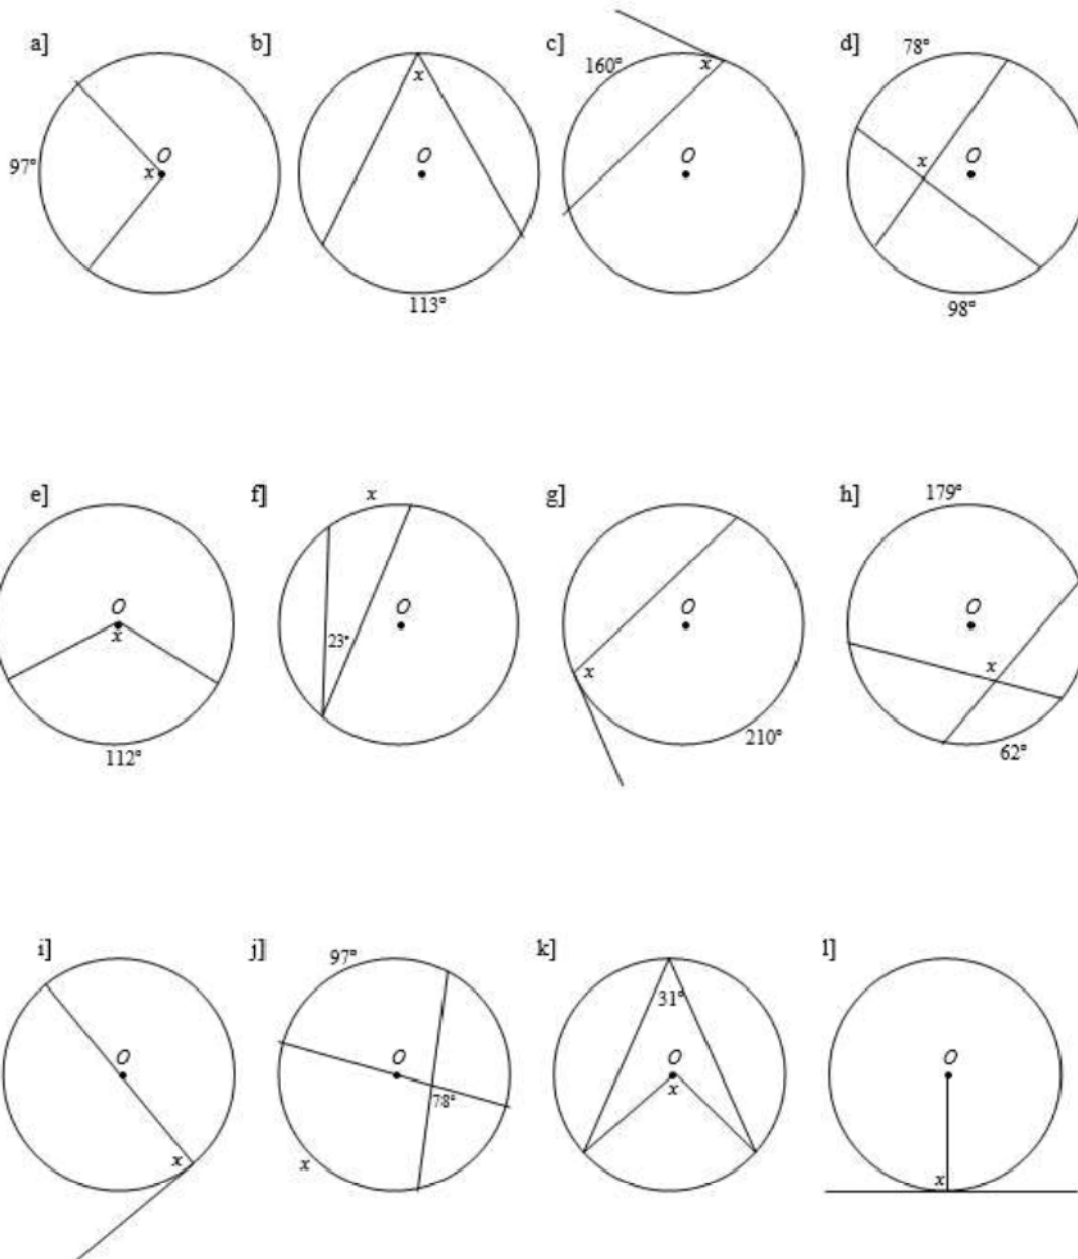 a]
97°
x
O
b]
x
O
113°
c]
160°
x
O
d]
78°
x
O
98°
e]
O
x
112°
f]
x
O
23°
g]
O
x
210°
h]
179°
O
x
62°
i]
O
x
j]
97°
O
78°
x
k]
31°
O
x
l]
O
x